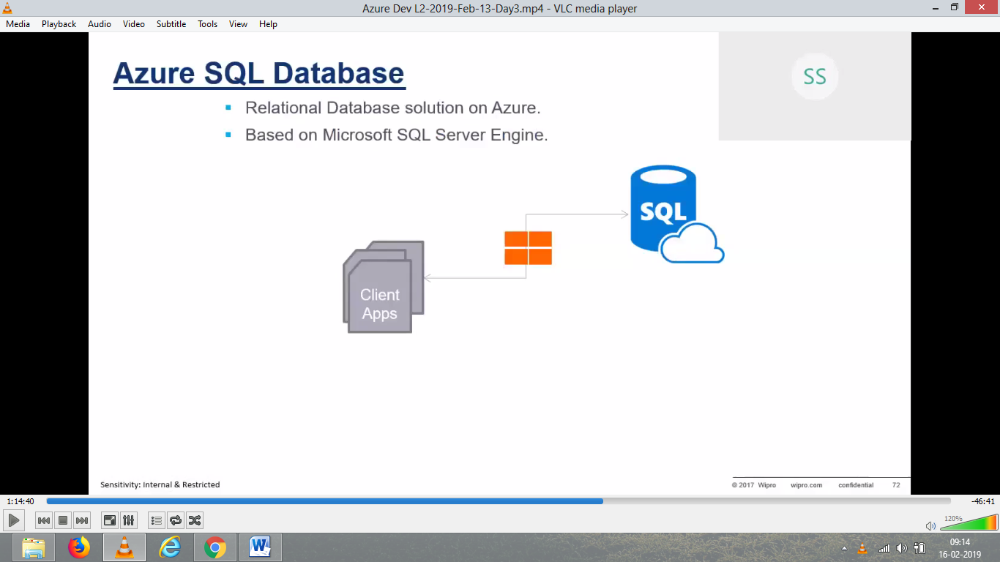 Azure Dev L2-2019-Feb-13-Day3.mp4 - VLC media player
Media Playback Audio Video Subtitle Tools View Help
Azure SQL Database
SS
Relational Database solution on Azure.
Based on Microsoft SQL Server Engine.
SQL
Client
Apps
Sensitivity: Internal & Restricted
© 2017 Wipro wipro.com confidential 72
1:14:40
-46:41
120%
W
09:14
16-02-2019